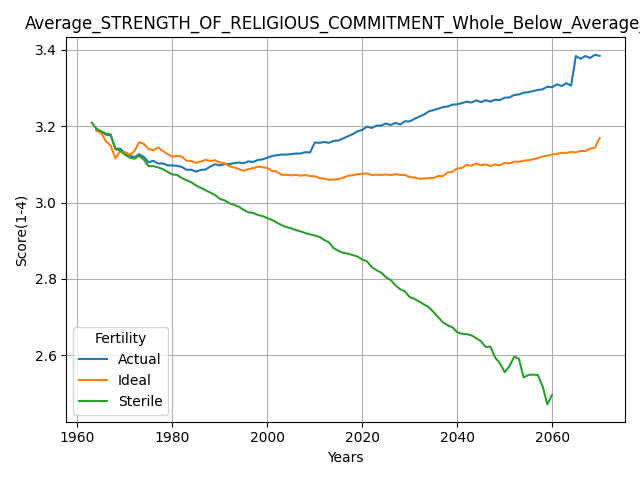 Average_STRENGTH_OF_RELIGIOUS_COMMITMENT_Whole_Below_Average_
3.4
3.2
3.0
2.8
2.6
Score(1-4)
Fertility
Actual
Ideal
Sterile
1960 1980 2000 2020 2040 2060
Years